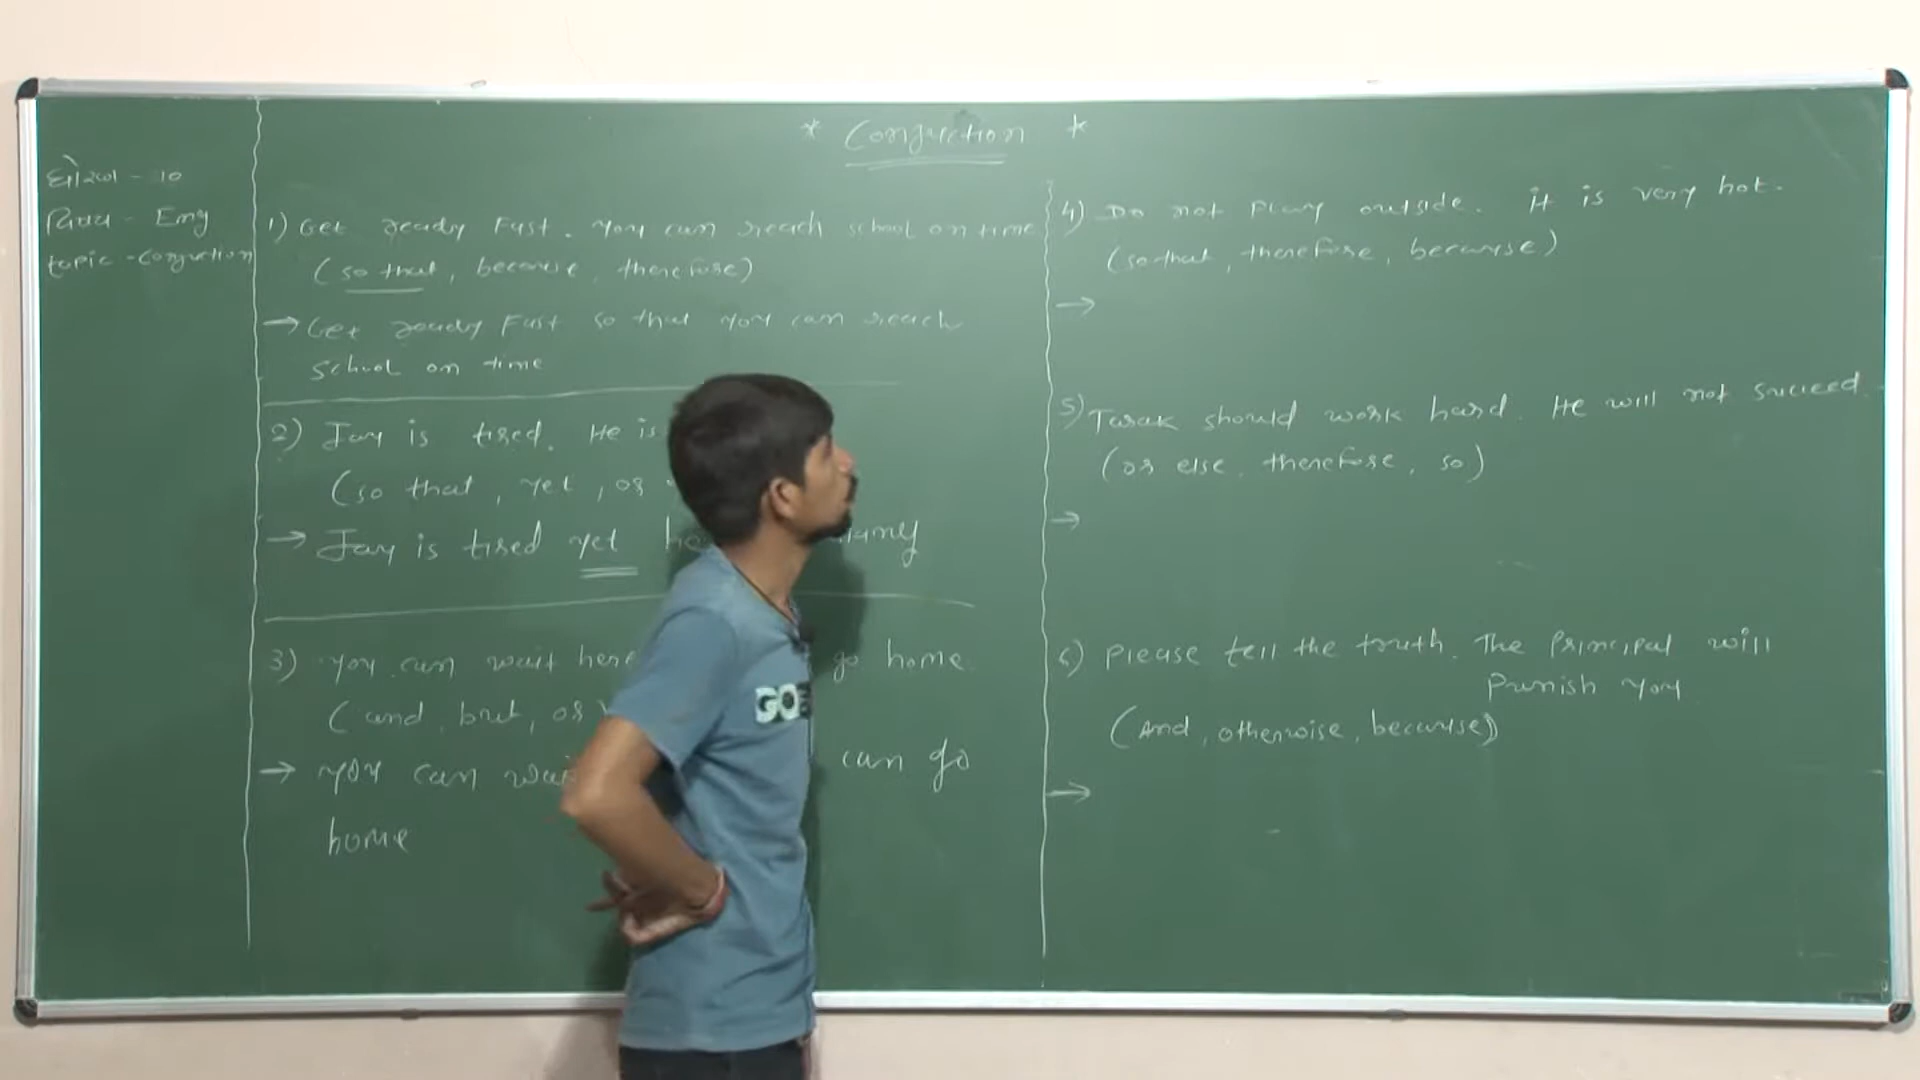 * Conjuction *
ધોરણ - 10
વિષય - Eng
topic - conjuction
1) Get ready Fast. you can reach school on time
(so that, because, therefore)
→ Get ready Fast so that you can reach
school on time
2) Jay is tired. He is
(so that, yet, or
→ Jay is tired yet
3) you can wait here go home.
(and, but, or)
→ you can wai can go
home
4) Do not Play outside. it is very hot.
(so that, therefore, because)
→
5) Tarak should work hard. He will not succeed.
(or else, therefore, so)
→
6) Please tell the truth. The Principal will
Punish you
(And, otherwise, because)
→
GO